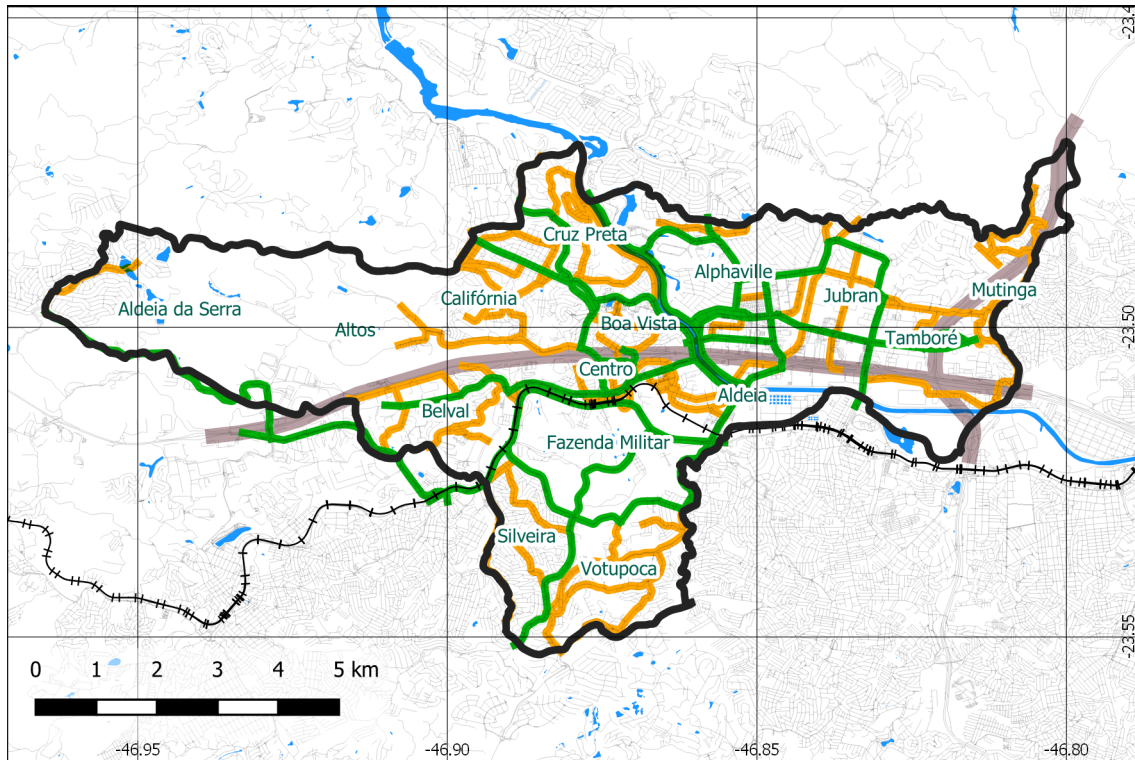 -23.4
Cruz Preta
Alphaville
Aldeia da Serra
Califórnia
Jubran
Mutinga
Altos
Boa Vista
-23.50
Tamboré
Centro
Belval
Aldeia
Fazenda Militar
Silveira
Votupoca
-23.55
0 1 2 3 4 5 km
-46.95 -46.90 -46.85 -46.80